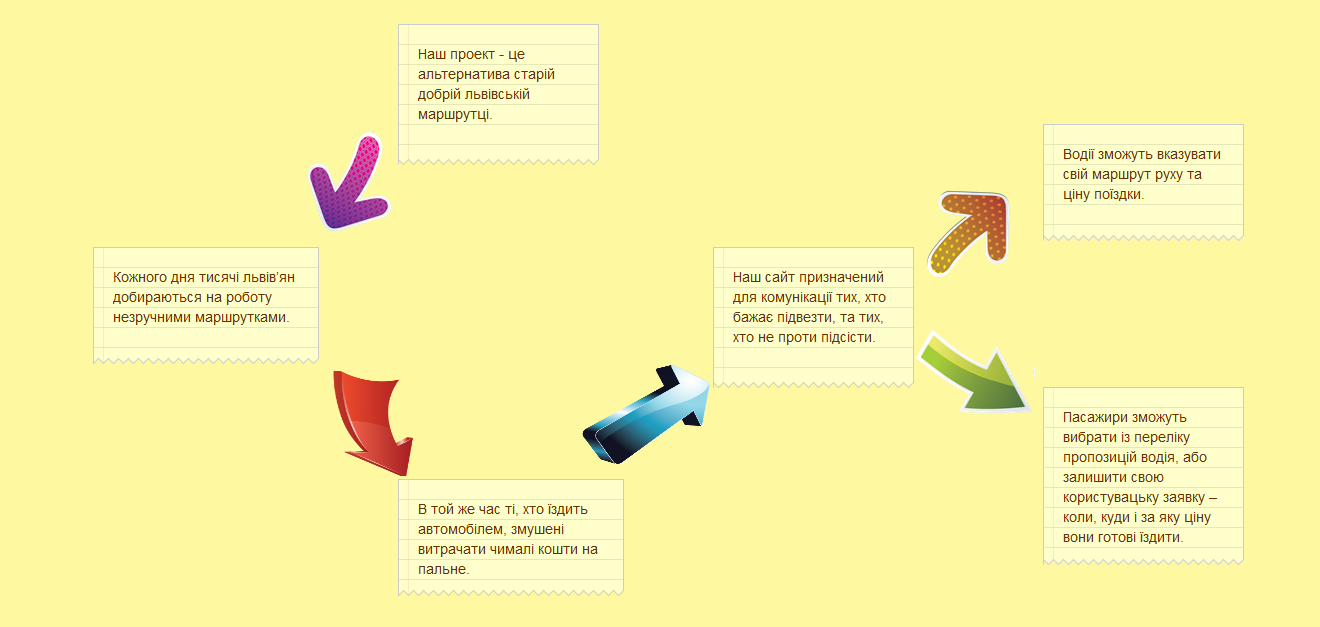 Наш проект - це
альтернатива старій
добрій львівській
маршрутці.
Кожного дня тисячі львів'ян
добираються на роботу
незручними маршрутками.
В той же час ті, хто їздить
автомобілем, змушені
витрачати чималі кошти на
пальне.
Наш сайт призначений
для комунікації тих, хто
бажає підвезти, та тих,
хто не проти підсісти.
Водії зможуть вказувати
свій маршрут руху та
ціну поїздки.
Пасажири зможуть
вибрати із переліку
пропозицій водія, або
залишити свою
користувацьку заявку –
коли, куди і за яку ціну
вони готові їздити.